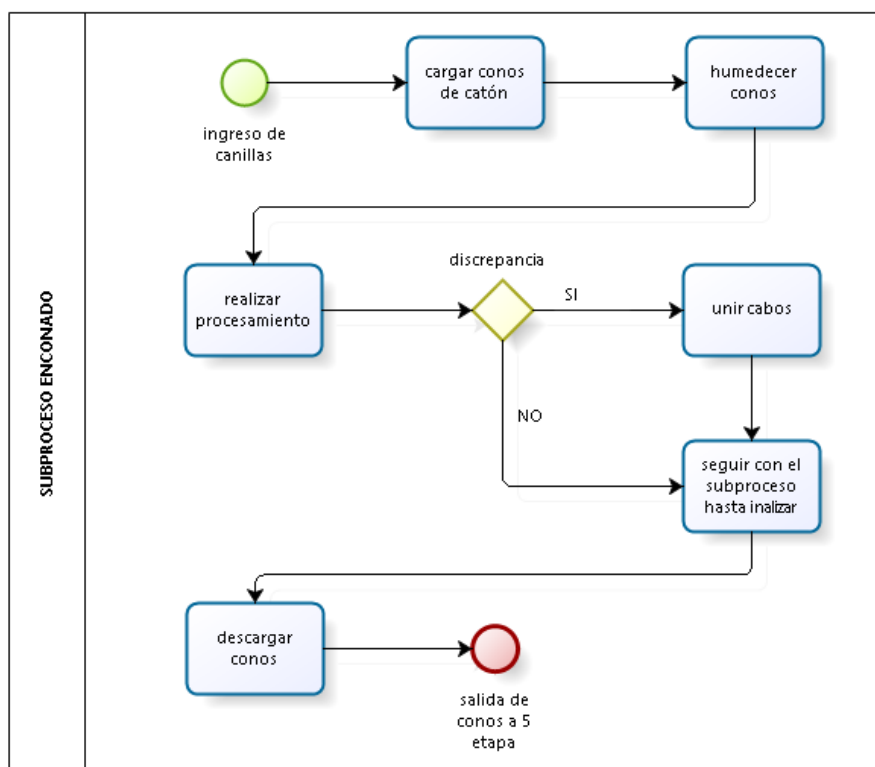 SUBPROCESO ENCONADO
ingreso de
canillas
cargar conos
de catón
humedecer
conos
realizar
procesamiento
discrepancia
SI
unir cabos
NO
seguir con el
subproceso
hasta inalizar
descargar
conos
salida de
conos a 5
etapa